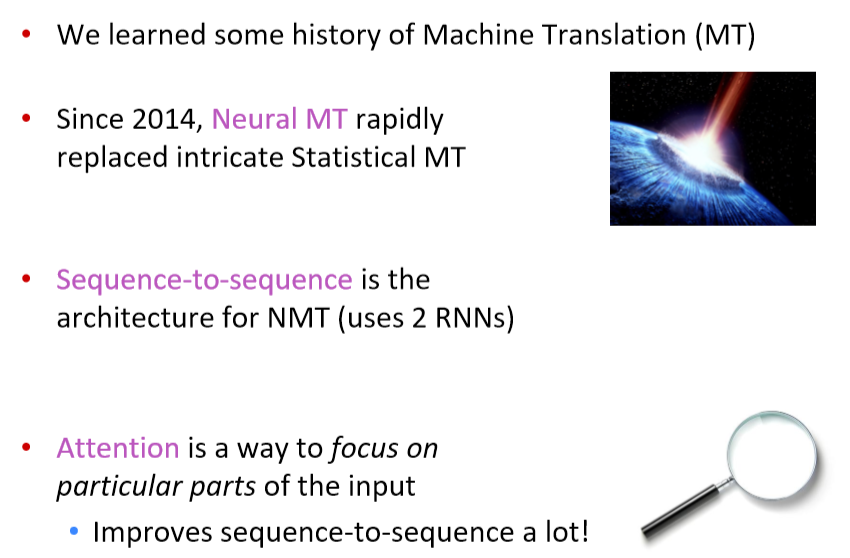 • We learned some history of Machine Translation (MT)
• Since 2014, Neural MT rapidly
replaced intricate Statistical MT
• Sequence-to-sequence is the
architecture for NMT (uses 2 RNNs)
• Attention is a way to focus on
particular parts of the input
• Improves sequence-to-sequence a lot!